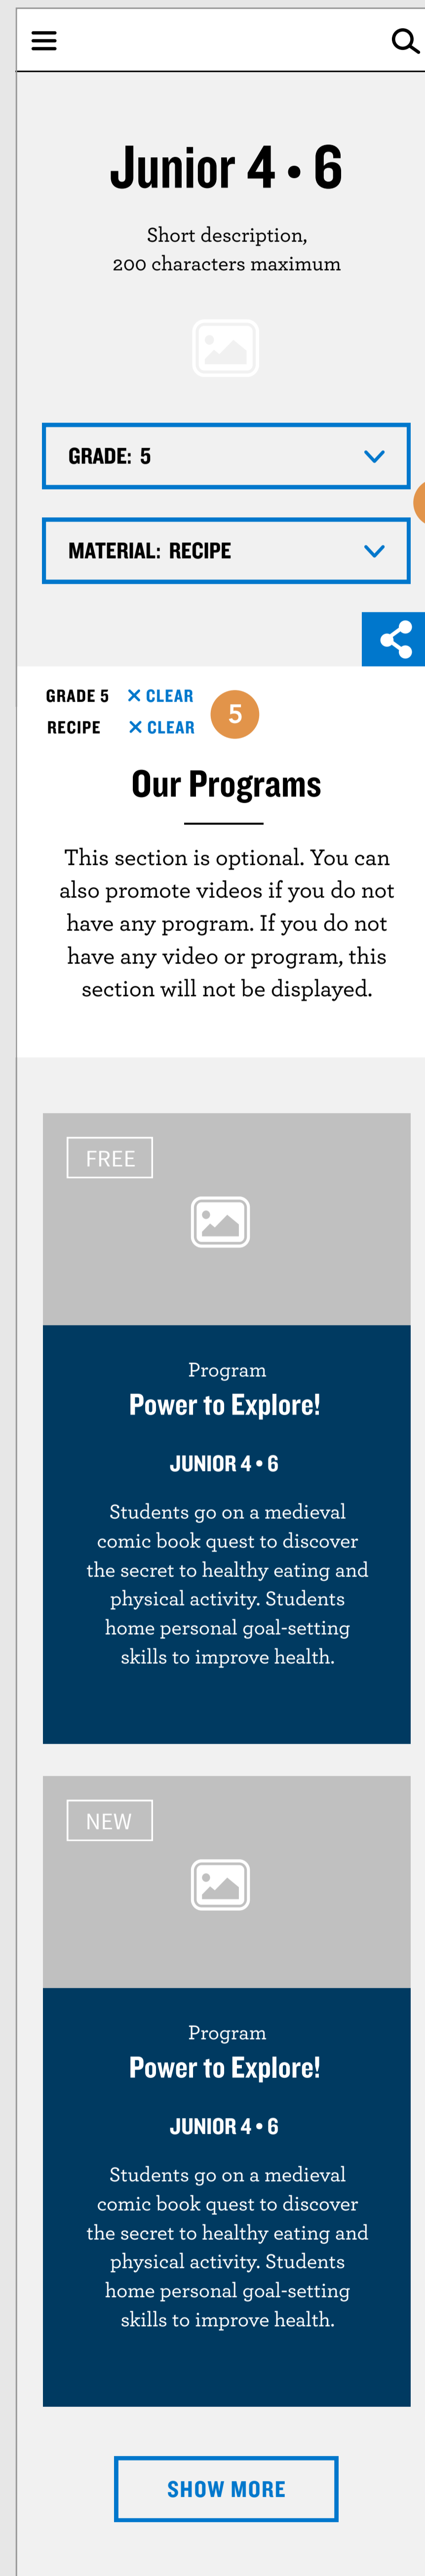 Junior 4 • 6
Short description,
200 characters maximum
GRADE: 5
MATERIAL: RECIPE
GRADE 5 ✕ CLEAR
RECIPE ✕ CLEAR
5
Our Programs
This section is optional. You can
also promote videos if you do not
have any program. If you do not
have any video or program, this
section will not be displayed.
FREE
Program
Power to Explore!
JUNIOR 4 • 6
Students go on a medieval
comic book quest to discover
the secret to healthy eating and
physical activity. Students
home personal goal-setting
skills to improve health.
NEW
Program
Power to Explore!
JUNIOR 4 • 6
Students go on a medieval
comic book quest to discover
the secret to healthy eating and
physical activity. Students
home personal goal-setting
skills to improve health.
SHOW MORE